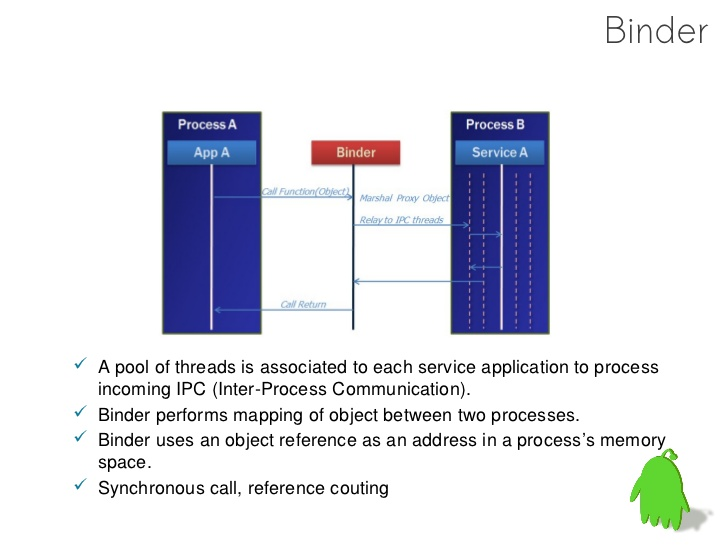 Binder
Process A
Process B
App A
Binder
Service A
Call Function(Object)
Marshal Proxy Object
Relay to IPC threads
Call Return
A pool of threads is associated to each service application to process
incoming IPC (Inter-Process Communication).
Binder performs mapping of object between two processes.
Binder uses an object reference as an address in a process’s memory
space.
Synchronous call, reference couting